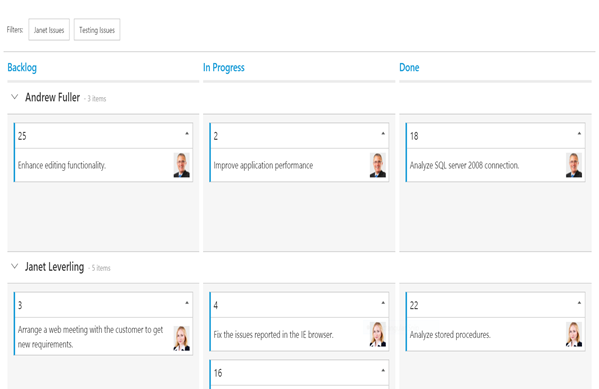 Filters: Janet Issues Testing Issues
Backlog In Progress Done
Andrew Fuller - 3 items
25 2 18
Enhance editing functionality. Improve application performance Analyze SQL server 2008 connection.
Janet Leverling - 5 items
3 4 22
Arrange a web meeting with the customer to get
new requirements.
Fix the issues reported in the IE browser. Analyze stored procedures.
16